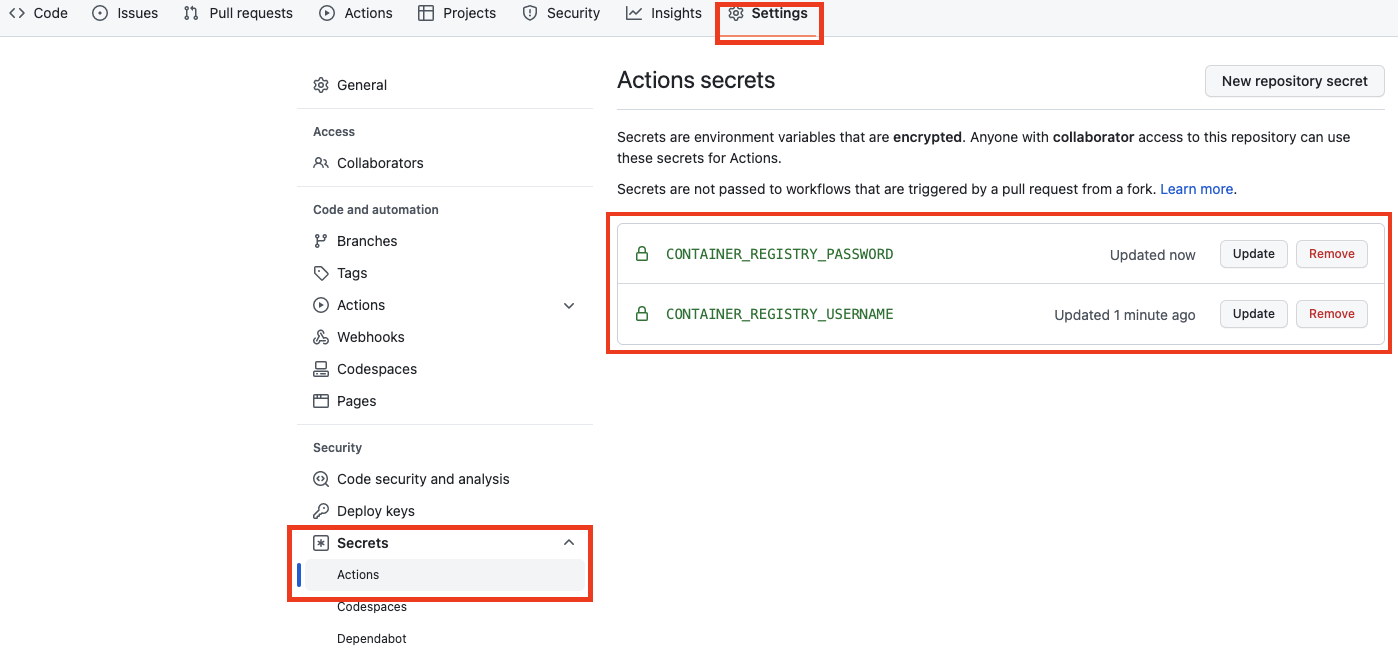 Code Issues Pull requests Actions Projects Security Insights Settings
General
Access
Collaborators
Code and automation
Branches
Tags
Actions
Webhooks
Codespaces
Pages
Security
Code security and analysis
Deploy keys
Secrets
Actions
Codespaces
Dependabot
Actions secrets
New repository secret
Secrets are environment variables that are encrypted. Anyone with collaborator access to this repository can use
these secrets for Actions.
Secrets are not passed to workflows that are triggered by a pull request from a fork. Learn more.
CONTAINER_REGISTRY_PASSWORD Updated now Update Remove
CONTAINER_REGISTRY_USERNAME Updated 1 minute ago Update Remove